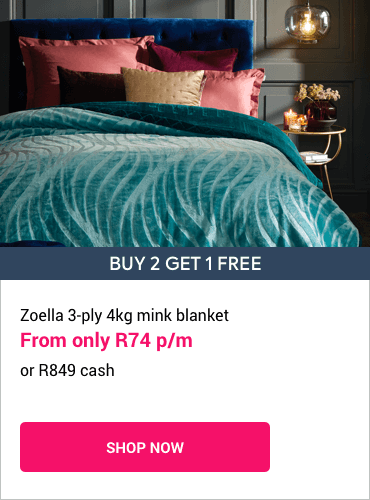 BUY 2 GET 1 FREE
Zoella 3-ply 4kg mink blanket
From only R74 p/m
or R849 cash
SHOP NOW